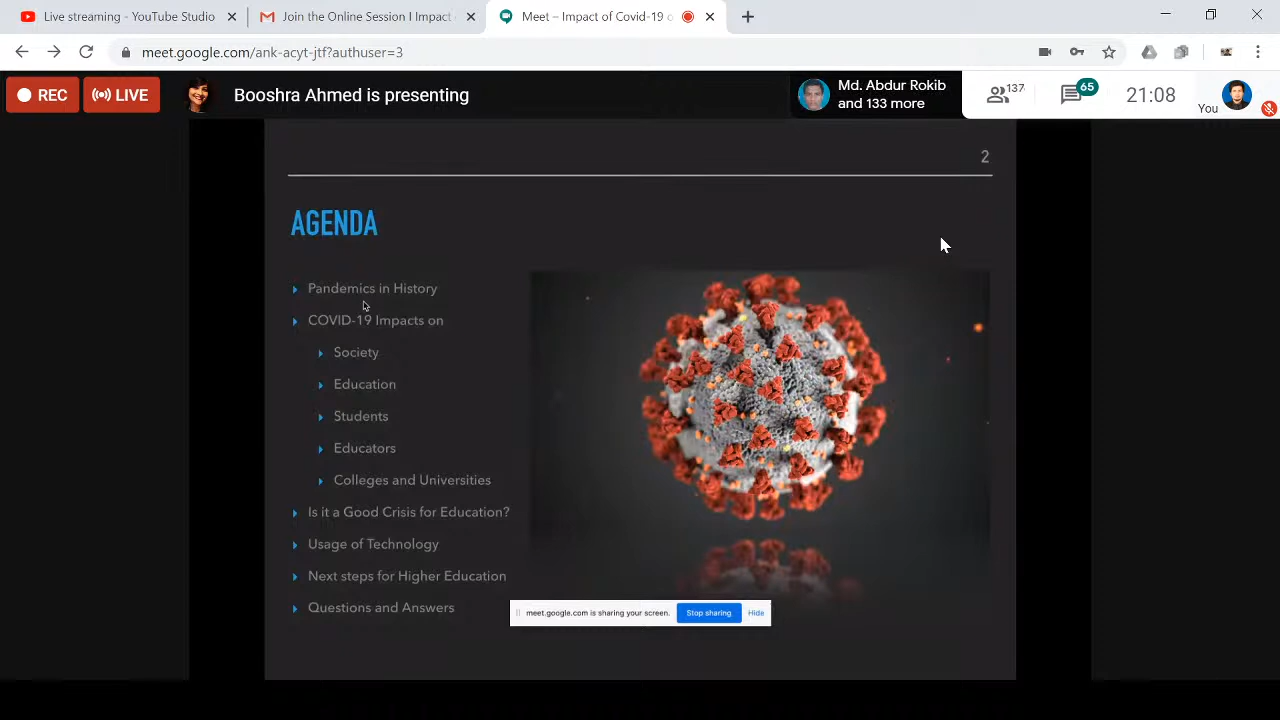 Live streaming - YouTube Studio
Join the Online Session I Impact
Meet – Impact of Covid-19 o
meet.google.com/ank-acyt-jtf?authuser=3
REC
LIVE
Booshra Ahmed is presenting
Md. Abdur Rokib
and 133 more
137
65
21:08
You
2
AGENDA
Pandemics in History
COVID-19 Impacts on
Society
Education
Students
Educators
Colleges and Universities
Is it a Good Crisis for Education?
Usage of Technology
Next steps for Higher Education
Questions and Answers
meet.google.com is sharing your screen.
Stop sharing
Hide